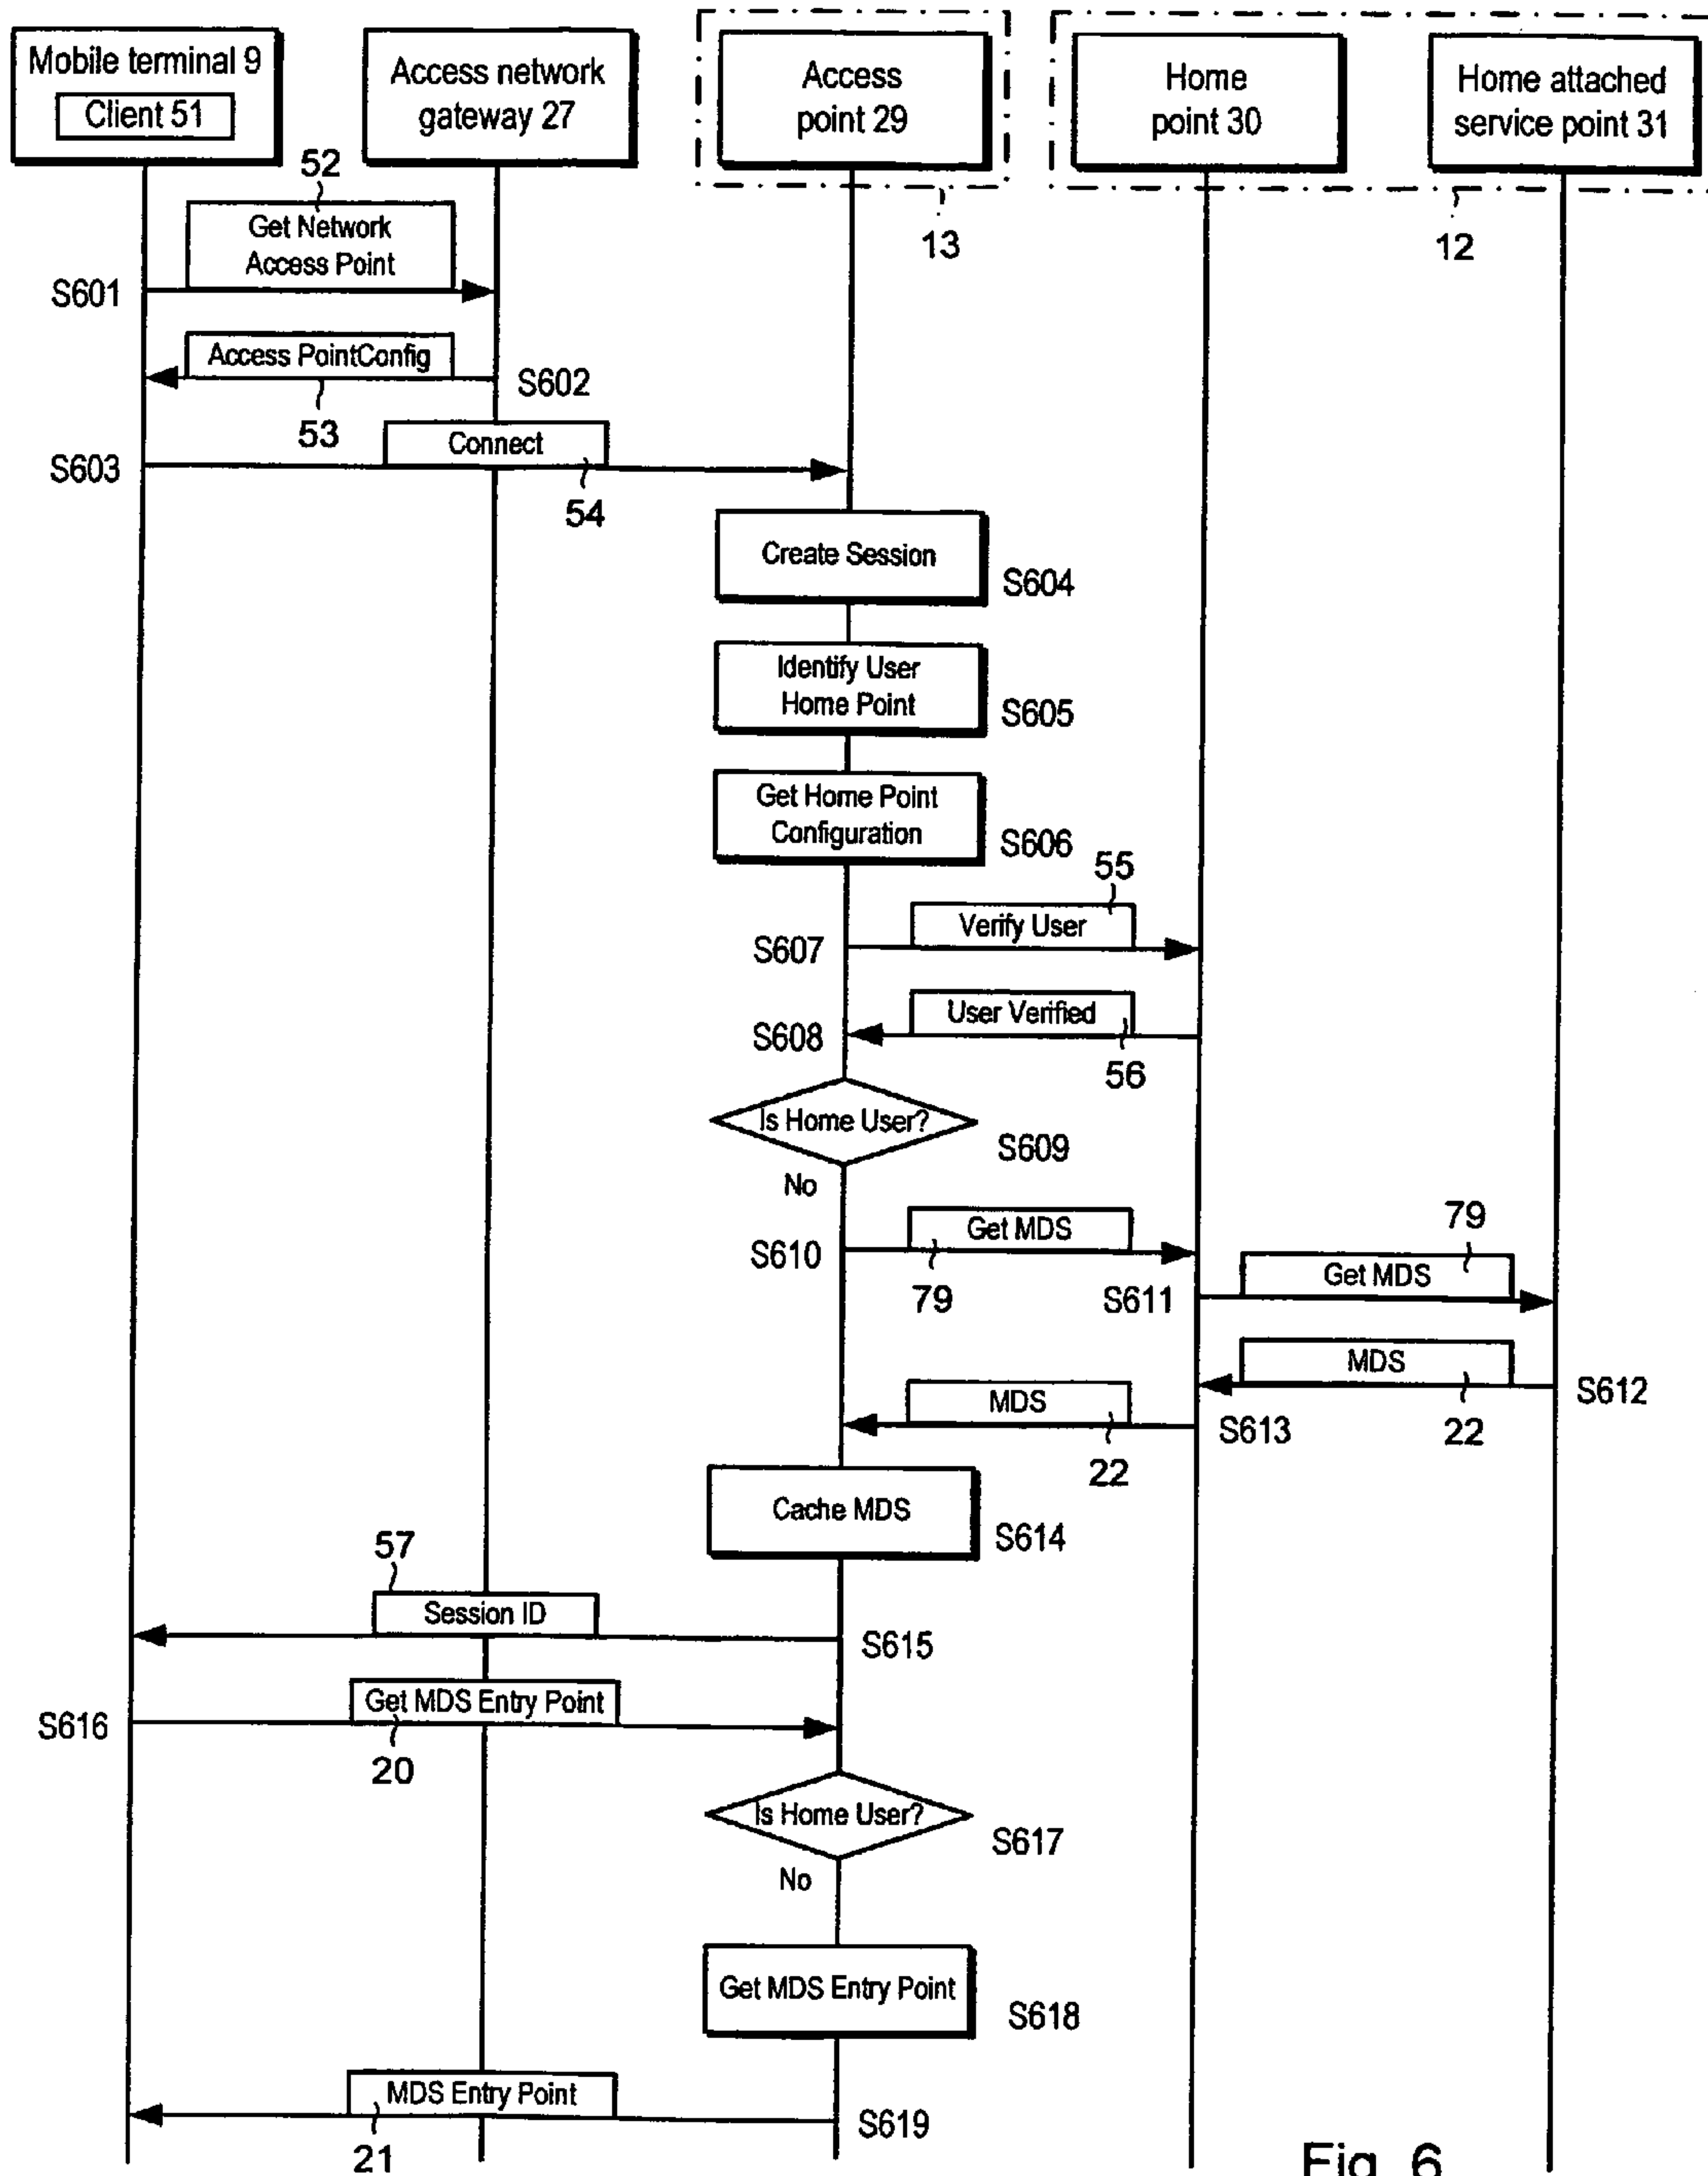 Mobile terminal 9
Client 51
Access network
gateway 27
Access
point 29
Home
point 30
Home attached
service point 31
13
12
52
Get Network
Access Point
S601
Access PointConfig
S602
53
Connect
S603
54
Create Session
S604
Identify User
Home Point
S605
Get Home Point
Configuration
S606
55
Verify User
S607
User Verified
S608
56
Is Home User?
S609
No
Get MDS
S610
79
79
Get MDS
S611
MDS
S612
22
MDS
S613
22
Cache MDS
S614
57
Session ID
S615
Get MDS Entry Point
S616
20
Is Home User?
S617
No
Get MDS Entry Point
S618
MDS Entry Point
S619
21
Fig. 6